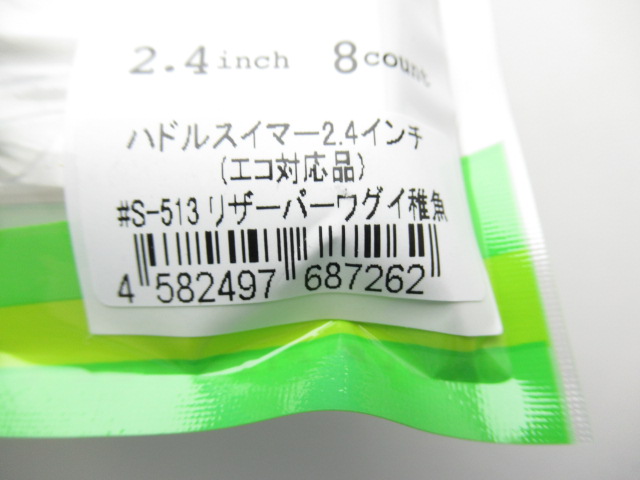 2.4inch 8count
ハドルスイマー2.4インチ
(エコ対応品)
#S-513 リザーバーワグイ稚魚
4 582497 687262